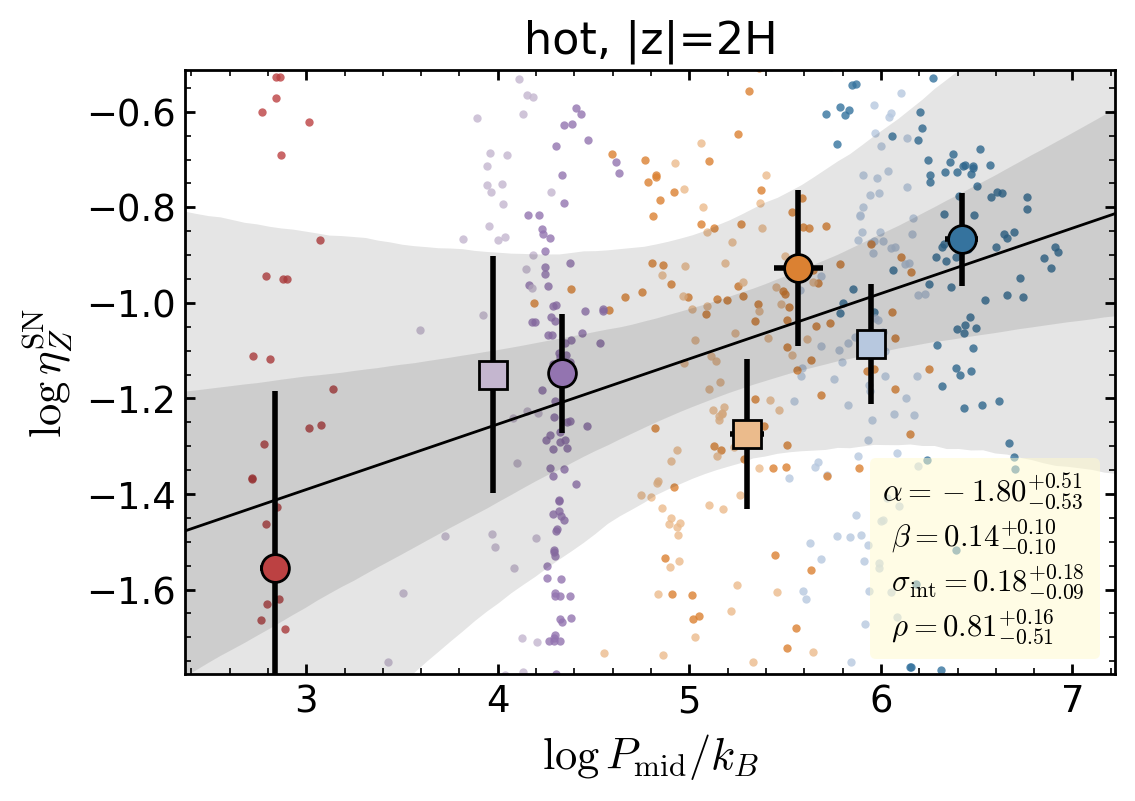 hot, |z|=2H
−0.6
−0.8
−1.0
−1.2
−1.4
−1.6
log η_Z^SN
α = −1.80 +0.51 −0.53
β = 0.14 +0.10 −0.10
σ_int = 0.18 +0.18 −0.09
ρ = 0.81 +0.16 −0.51
3 4 5 6 7
log P_mid/k_B